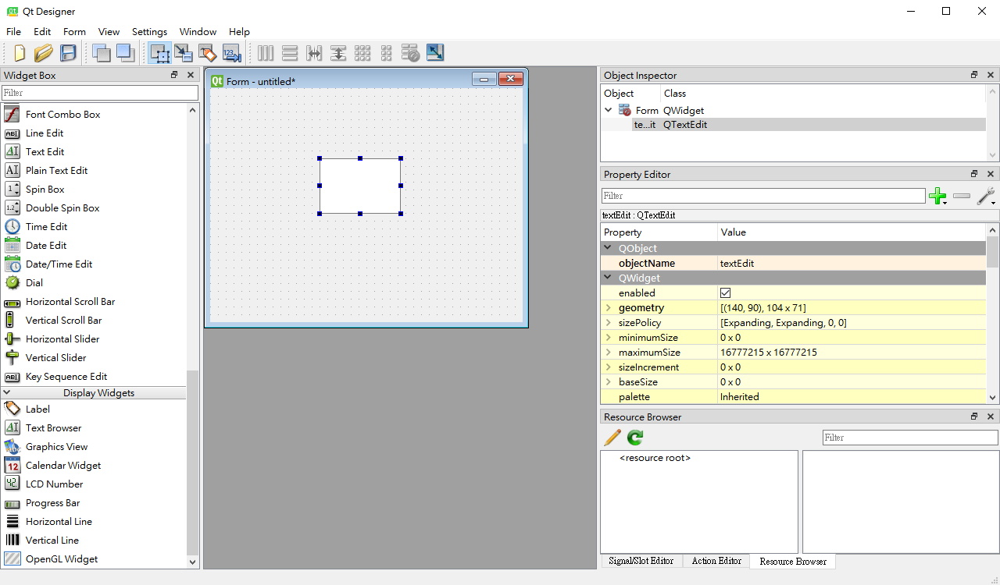 Qt Designer
File Edit Form View Settings Window Help
Widget Box
Filter
Font Combo Box
Line Edit
Text Edit
Plain Text Edit
Spin Box
Double Spin Box
Time Edit
Date Edit
Date/Time Edit
Dial
Horizontal Scroll Bar
Vertical Scroll Bar
Horizontal Slider
Vertical Slider
Key Sequence Edit
Display Widgets
Label
Text Browser
Graphics View
Calendar Widget
LCD Number
Progress Bar
Horizontal Line
Vertical Line
OpenGL Widget
Qt Form - untitled*
Object Inspector
Object Class
Form QWidget
te...it QTextEdit
Property Editor
Filter
textEdit : QTextEdit
Property Value
QObject
objectName textEdit
QWidget
enabled
geometry [(140, 90), 104 x 71]
sizePolicy [Expanding, Expanding, 0, 0]
minimumSize 0 x 0
maximumSize 16777215 x 16777215
sizeIncrement 0 x 0
baseSize 0 x 0
palette Inherited
Resource Browser
Filter
<resource root>
Signal/Slot Editor Action Editor Resource Browser